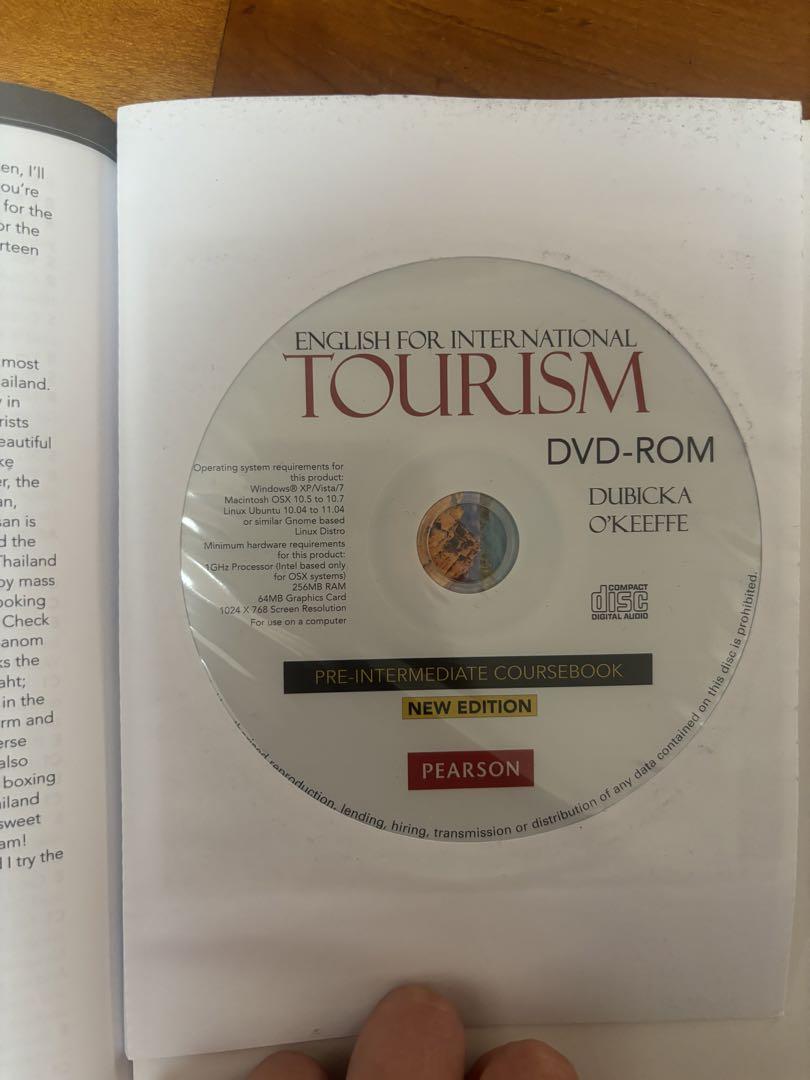 en, I'll
ou're
for the
or the
rteen
most
ailand.
in
rists
eautiful
er, the
an,
san is
d the
Thailand
by mass
ooking
Check
anom
ks the
aht;
in the
rm and
erse
also
boxing
ailand
sweet
am!
I try the
ENGLISH FOR INTERNATIONAL
TOURISM
DVD-ROM
DUBICKA
O'KEEFFE
Operating system requirements for
this product:
Windows® XP/Vista/7
Macintosh OSX 10.5 to 10.7
Linux Ubuntu 10.04 to 11.04
or similar Gnome based
Linux Distro
Minimum hardware requirements
for this product:
1GHz Processor (Intel based only
for OSX systems)
256MB RAM
64MB Graphics Card
1024 X 768 Screen Resolution
For use on a computer
COMPACT
disc
DIGITAL AUDIO
PRE-INTERMEDIATE COURSEBOOK
NEW EDITION
PEARSON
reproduction, lending, hiring, transmission or distribution of any data contained on this disc is prohibited.